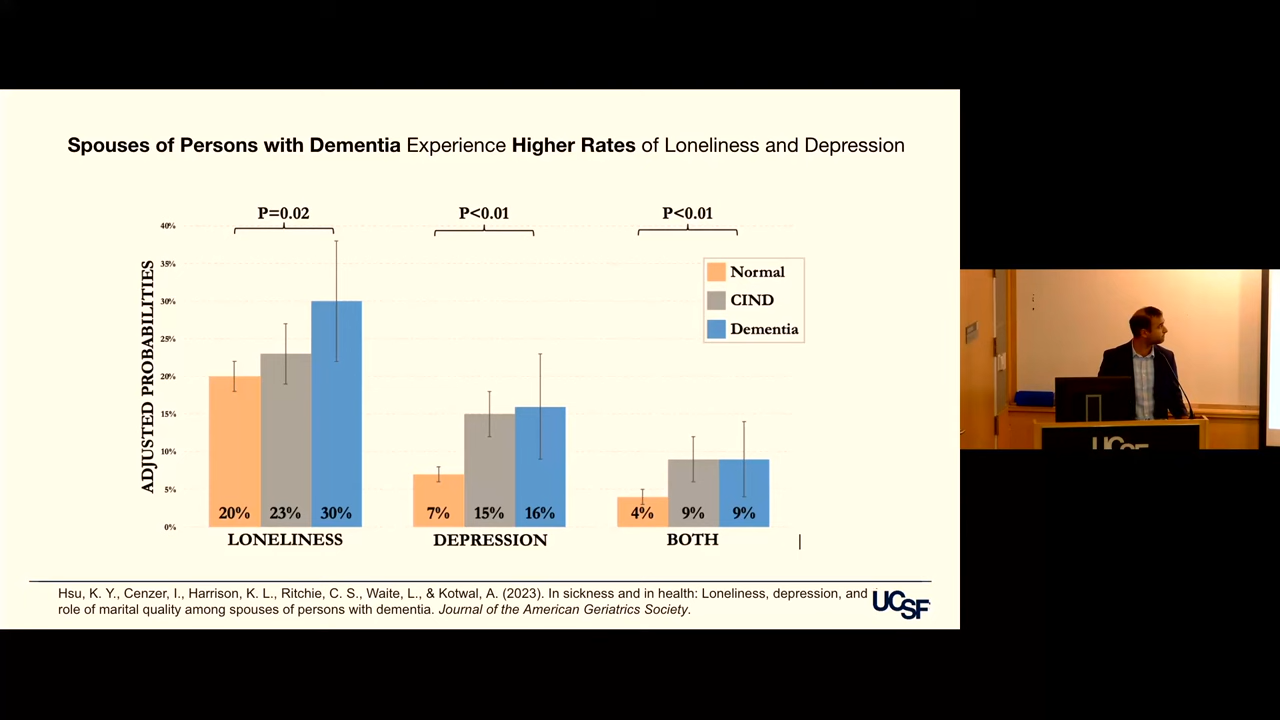 Spouses of Persons with Dementia Experience Higher Rates of Loneliness and Depression
P=0.02
P<0.01
P<0.01
ADJUSTED PROBABILITIES
40%
35%
30%
25%
20%
15%
10%
5%
0%
Normal
CIND
Dementia
20% 23% 30%
7% 15% 16%
4% 9% 9%
LONELINESS
DEPRESSION
BOTH
Hsu, K. Y., Cenzer, I., Harrison, K. L., Ritchie, C. S., Waite, L., & Kotwal, A. (2023). In sickness and in health: Loneliness, depression, and
role of marital quality among spouses of persons with dementia. Journal of the American Geriatrics Society.
UCSF
UCSF